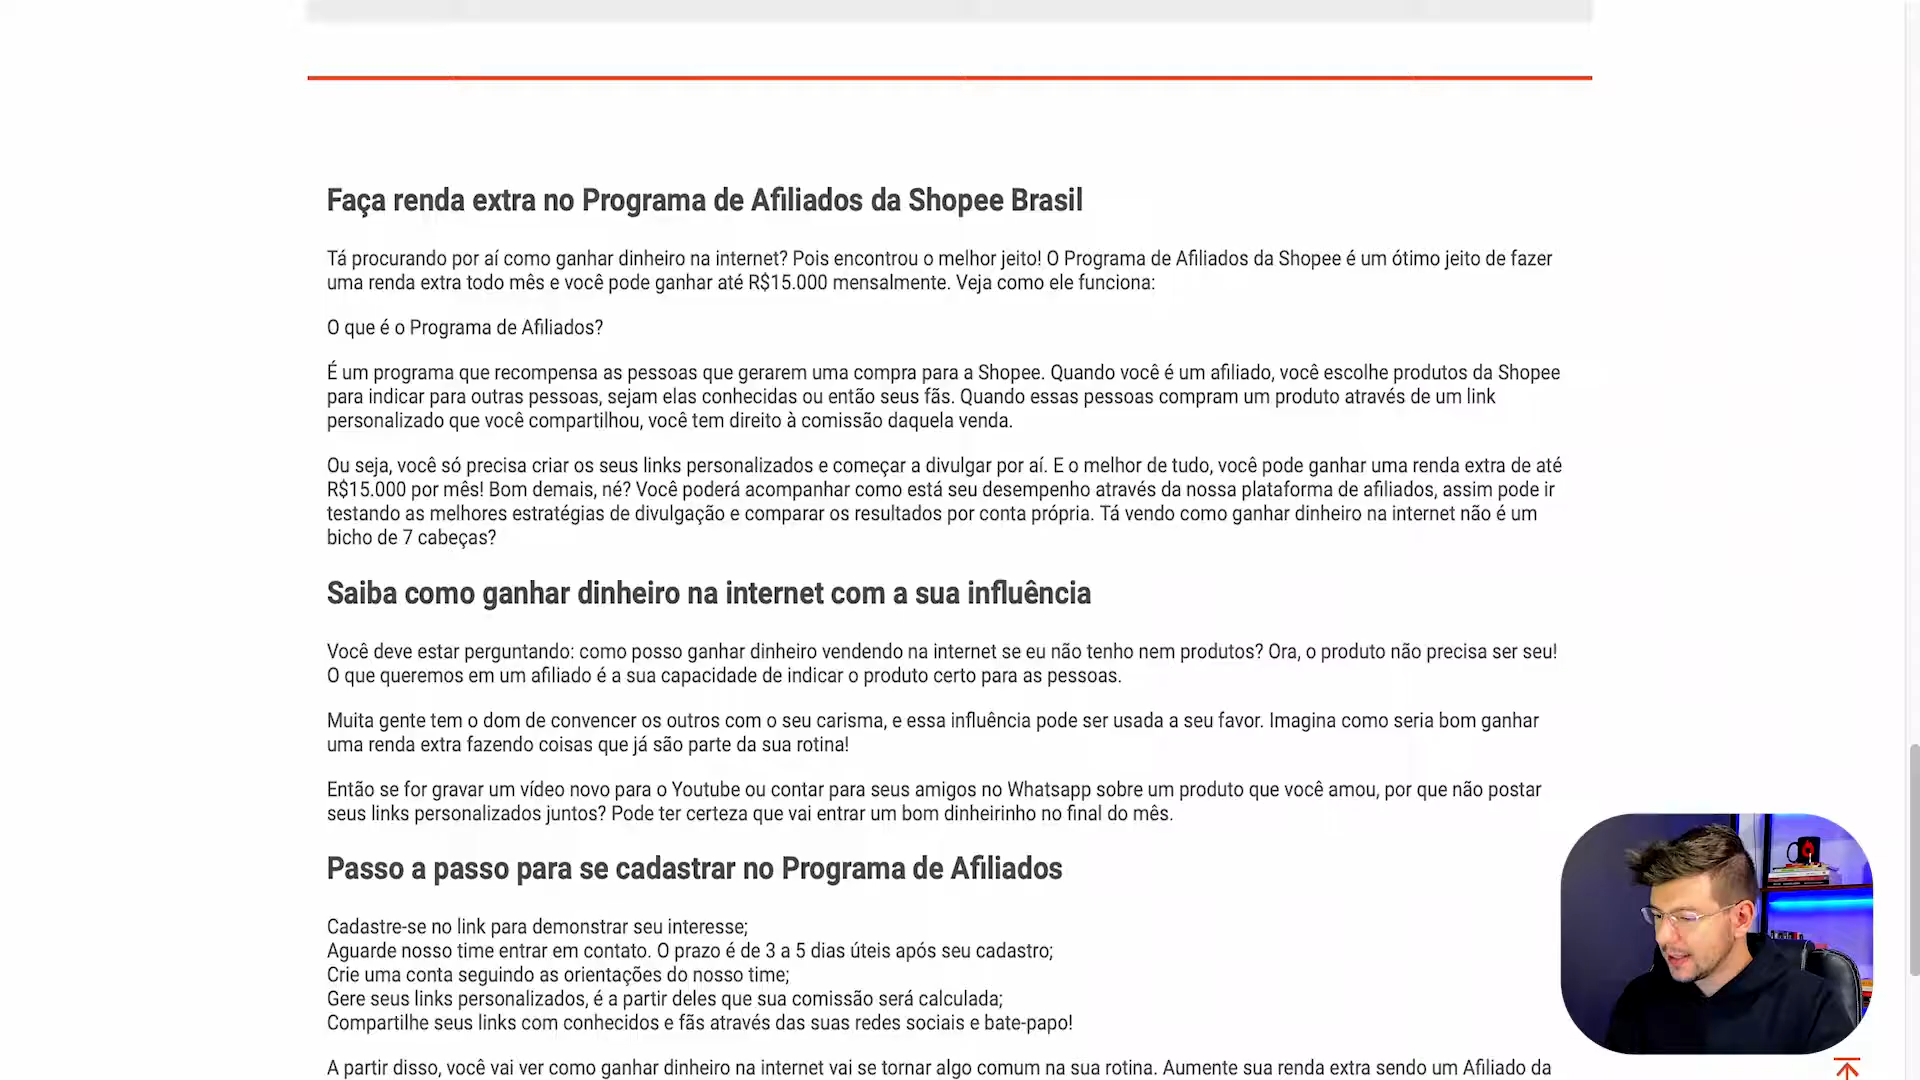 Faça renda extra no Programa de Afiliados da Shopee Brasil
Tá procurando por aí como ganhar dinheiro na internet? Pois encontrou o melhor jeito! O Programa de Afiliados da Shopee é um ótimo jeito de fazer
uma renda extra todo mês e você pode ganhar até R$15.000 mensalmente. Veja como ele funciona:
O que é o Programa de Afiliados?
É um programa que recompensa as pessoas que gerarem uma compra para a Shopee. Quando você é um afiliado, você escolhe produtos da Shopee
para indicar para outras pessoas, sejam elas conhecidas ou então seus fãs. Quando essas pessoas compram um produto através de um link
personalizado que você compartilhou, você tem direito à comissão daquela venda.
Ou seja, você só precisa criar os seus links personalizados e começar a divulgar por aí. E o melhor de tudo, você pode ganhar uma renda extra de até
R$15.000 por mês! Bom demais, né? Você poderá acompanhar como está seu desempenho através da nossa plataforma de afiliados, assim pode ir
testando as melhores estratégias de divulgação e comparar os resultados por conta própria. Tá vendo como ganhar dinheiro na internet não é um
bicho de 7 cabeças?
Saiba como ganhar dinheiro na internet com a sua influência
Você deve estar perguntando: como posso ganhar dinheiro vendendo na internet se eu não tenho nem produtos? Ora, o produto não precisa ser seu!
O que queremos em um afiliado é a sua capacidade de indicar o produto certo para as pessoas.
Muita gente tem o dom de convencer os outros com o seu carisma, e essa influência pode ser usada a seu favor. Imagina como seria bom ganhar
uma renda extra fazendo coisas que já são parte da sua rotina!
Então se for gravar um vídeo novo para o Youtube ou contar para seus amigos no Whatsapp sobre um produto que você amou, por que não postar
seus links personalizados juntos? Pode ter certeza que vai entrar um bom dinheirinho no final do mês.
Passo a passo para se cadastrar no Programa de Afiliados
Cadastre-se no link para demonstrar seu interesse;
Aguarde nosso time entrar em contato. O prazo é de 3 a 5 dias úteis após seu cadastro;
Crie uma conta seguindo as orientações do nosso time;
Gere seus links personalizados, é a partir deles que sua comissão será calculada;
Compartilhe seus links com conhecidos e fãs através das suas redes sociais e bate-papo!
A partir disso, você vai ver como ganhar dinheiro na internet vai se tornar algo comum na sua rotina. Aumente sua renda extra sendo um Afiliado da